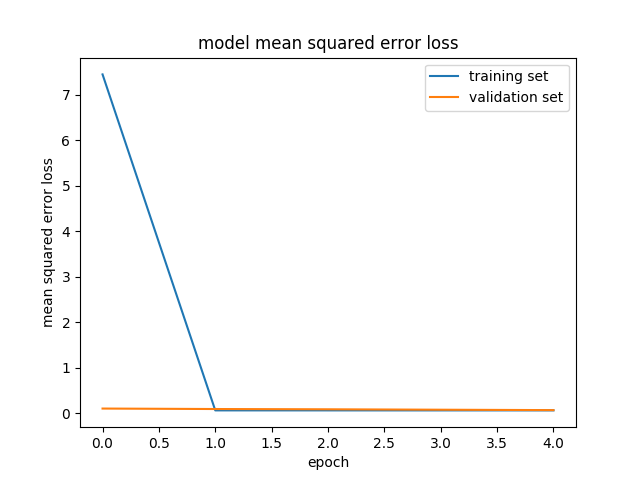 model mean squared error loss
training set
validation set
mean squared error loss
7
6
5
4
3
2
1
0
0.0 0.5 1.0 1.5 2.0 2.5 3.0 3.5 4.0
epoch